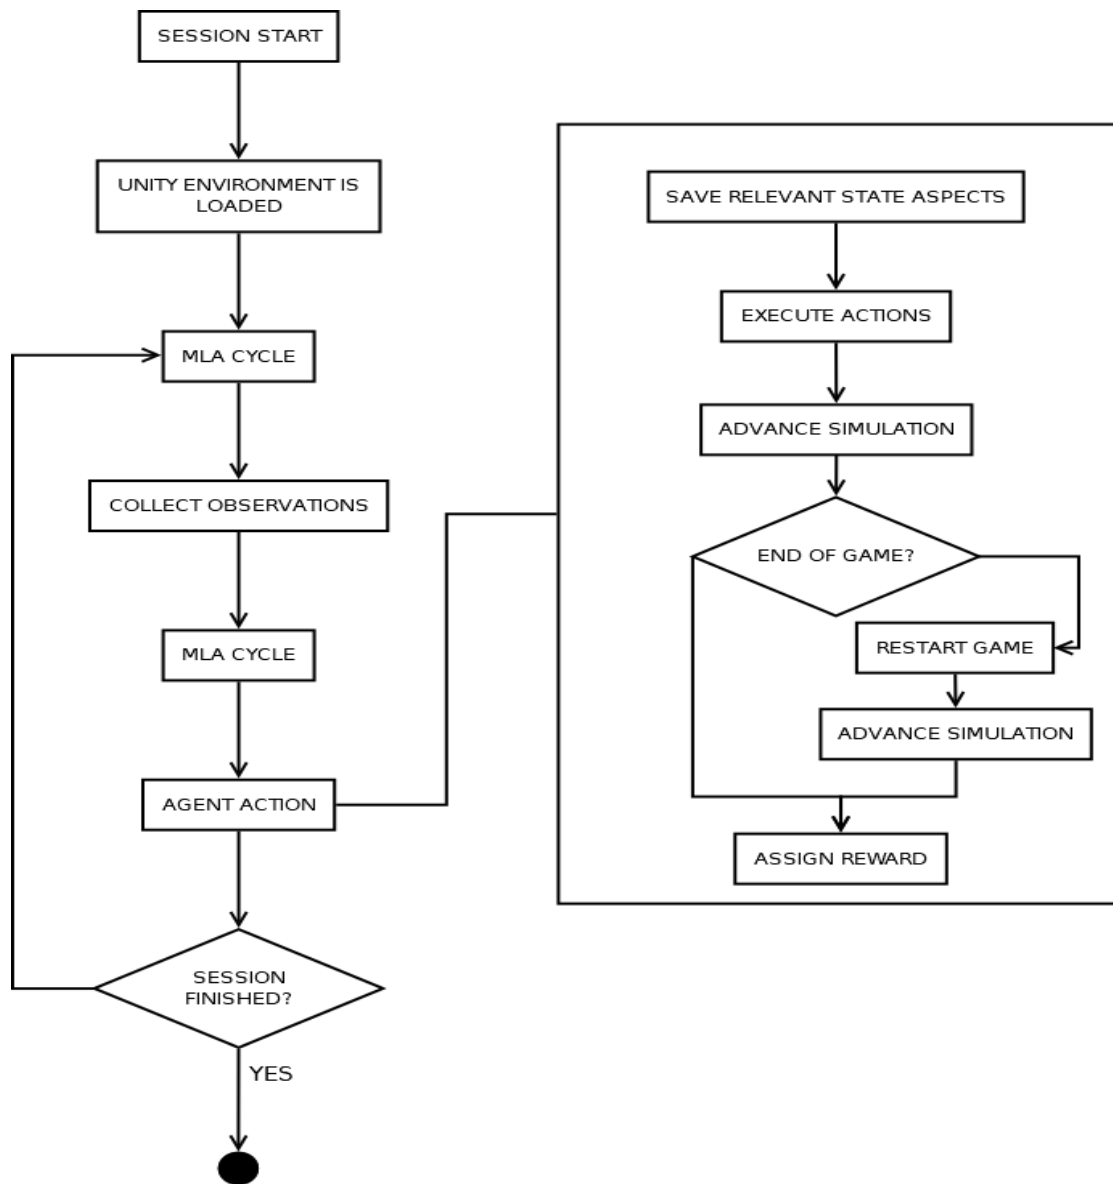 SESSION START
UNITY ENVIRONMENT IS
LOADED
MLA CYCLE
COLLECT OBSERVATIONS
MLA CYCLE
AGENT ACTION
SESSION
FINISHED?
YES
SAVE RELEVANT STATE ASPECTS
EXECUTE ACTIONS
ADVANCE SIMULATION
END OF GAME?
RESTART GAME
ADVANCE SIMULATION
ASSIGN REWARD